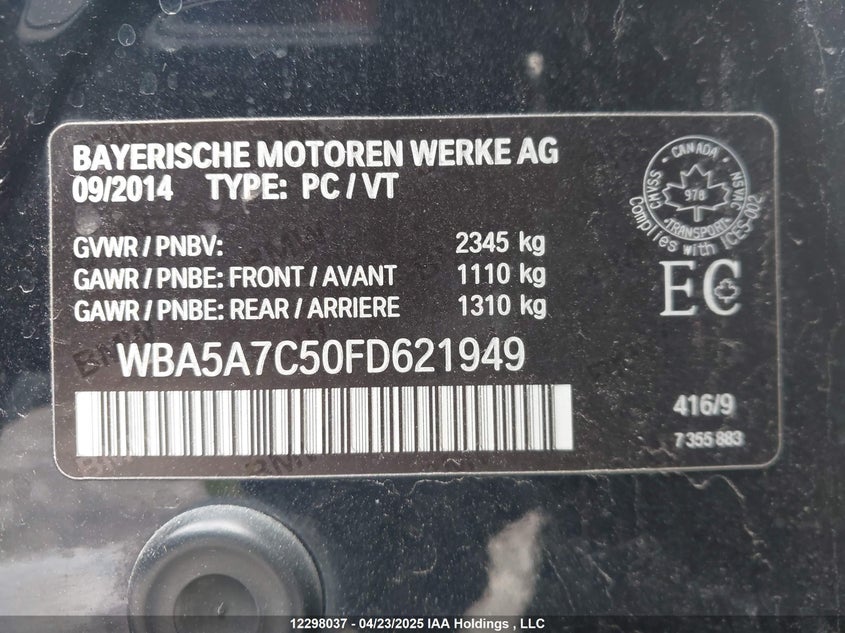 BAYERISCHE MOTOREN WERKE AG
09/2014 TYPE: PC / VT
GVWR / PNBV: 2345 kg
GAWR / PNBE: FRONT / AVANT 1110 kg
GAWR / PNBE: REAR / ARRIERE 1310 kg
WBA5A7C50FD621949
CANADA
CMVSS
NSVAC
978
TRANSPORT
Complies with ICES-002
EC
416/9
7 355 883
12298037 - 04/23/2025 IAA Holdings , LLC